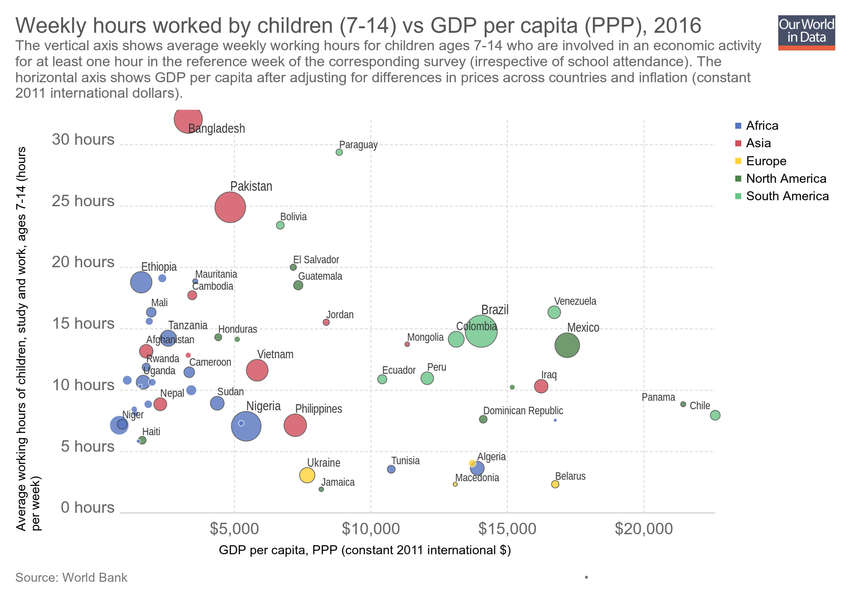 Weekly hours worked by children (7-14) vs GDP per capita (PPP), 2016
Our World
in Data
The vertical axis shows average weekly working hours for children ages 7-14 who are involved in an economic activity
for at least one hour in the reference week of the corresponding survey (irrespective of school attendance). The
horizontal axis shows GDP per capita after adjusting for differences in prices across countries and inflation (constant
2011 international dollars).
Average working hours of children, study and work, ages 7-14 (hours
per week)
30 hours
25 hours
20 hours
15 hours
10 hours
5 hours
0 hours
Bangladesh
Paraguay
Pakistan
Bolivia
El Salvador
Ethiopia
Mauritania
Guatemala
Cambodia
Mali
Venezuela
Brazil
Jordan
Tanzania
Honduras
Colombia
Mexico
Afghanistan
Mongolia
Rwanda
Vietnam
Cameroon
Uganda
Ecuador
Peru
Iraq
Nepal
Sudan
Panama
Chile
Niger
Nigeria
Philippines
Dominican Republic
Haiti
Ukraine
Tunisia
Algeria
Jamaica
Macedonia
Belarus
$5,000
$10,000
$15,000
$20,000
GDP per capita, PPP (constant 2011 international $)
Africa
Asia
Europe
North America
South America
Source: World Bank